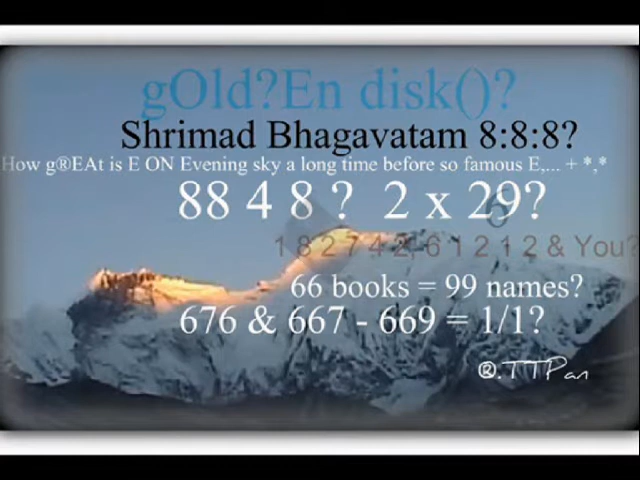 gOld?En disk()?
Shrimad Bhagavatam 8:8:8?
How g®EAt is E ON Evening sky a long time before so famous E,... + *,*
88 4 8 ? 2 x 29?
6
1 8 2 7 4 2, 6 1 2 1 2 & You?
66 books = 99 names?
676 & 667 - 669 = 1/1?
®.TTPan